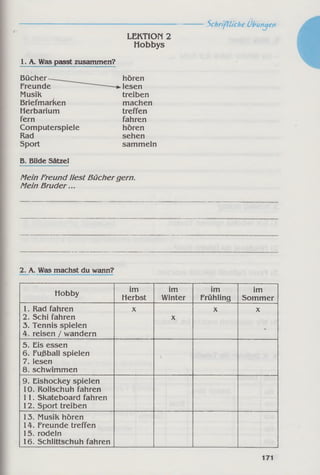 Schriftliche Übungen
LEKTION 2
Hobbys
1. A. Was passt zusammen?
Bücher hören
Freunde lesen
Musik treiben
Briefmarken machen
Herbarium treffen
fern fahren
Computerspiele hören
Rad sehen
Sport sammeln
B. Bilde Sätze!
Mein Freund liest Bücher gern.
Mein Bruder ...
2. A. Was machst du wann?
Hobby im Herbst im Winter im Frühling im Sommer
1. Rad fahren x x x
2. Schi fahren x
3. Tennis spielen
4. reisen / wandern
5. Eis essen
6. Fußball spielen
7. lesen
8. schwimmen
9. Eishockey spielen
10. Rollschuh fahren
11. Skateboard fahren
12. Sport treiben
13. Musik hören
14. Freunde treffen
15. rodeln
16. Schlittschuh fahren
171